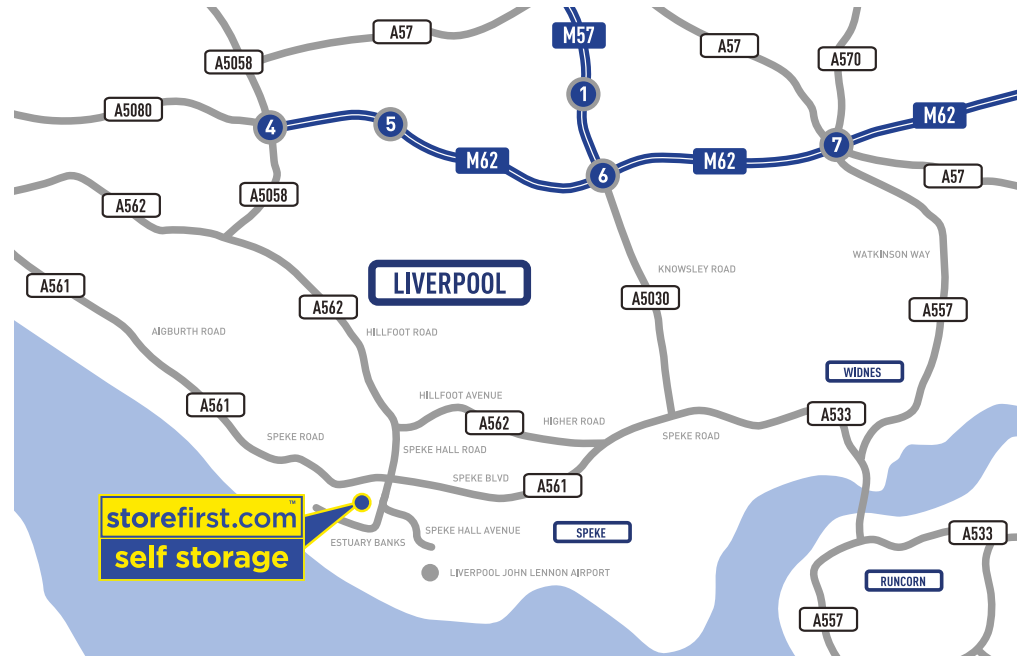 A57
M57
A57
A570
A5058
1
M62
A5080
4
5
7
M62
M62
6
A57
A562
A5058
KNOWSLEY ROAD
WATKINSON WAY
LIVERPOOL
A561
A5030
A562
A557
AIGBURTH ROAD
HILLFOOT ROAD
WIDNES
A561
HILLFOOT AVENUE
A533
A562
HIGHER ROAD
SPEKE ROAD
SPEKE ROAD
SPEKE HALL ROAD
SPEKE BLVD
A561
storefirst.com™
self storage
SPEKE HALL AVENUE
SPEKE
ESTUARY BANKS
A533
LIVERPOOL JOHN LENNON AIRPORT
RUNCORN
A557